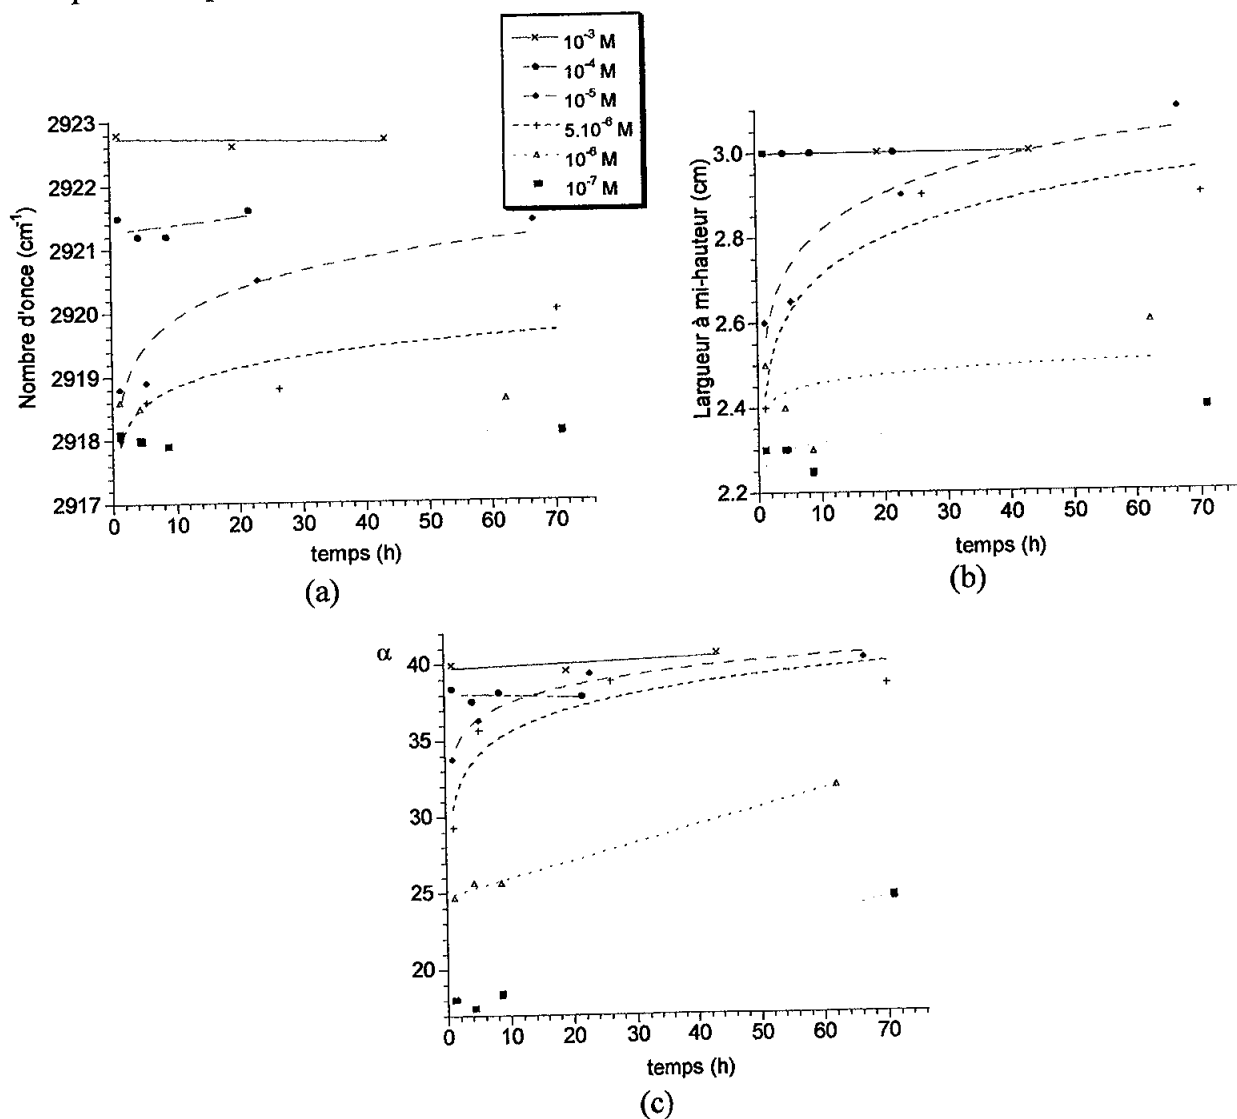 10-3 M
10-4 M
10-5 M
5.10-6 M
10-6 M
10-7 M
Nombre d'once (cm-1)
2923
2922
2921
2920
2919
2918
2917
0 10 20 30 40 50 60 70
temps (h)
(a)
Largueur à mi-hauteur (cm)
3.0
2.8
2.6
2.4
2.2
0 10 20 30 40 50 60 70
temps (h)
(b)
α
40
35
30
25
20
0 10 20 30 40 50 60 70
temps (h)
(c)